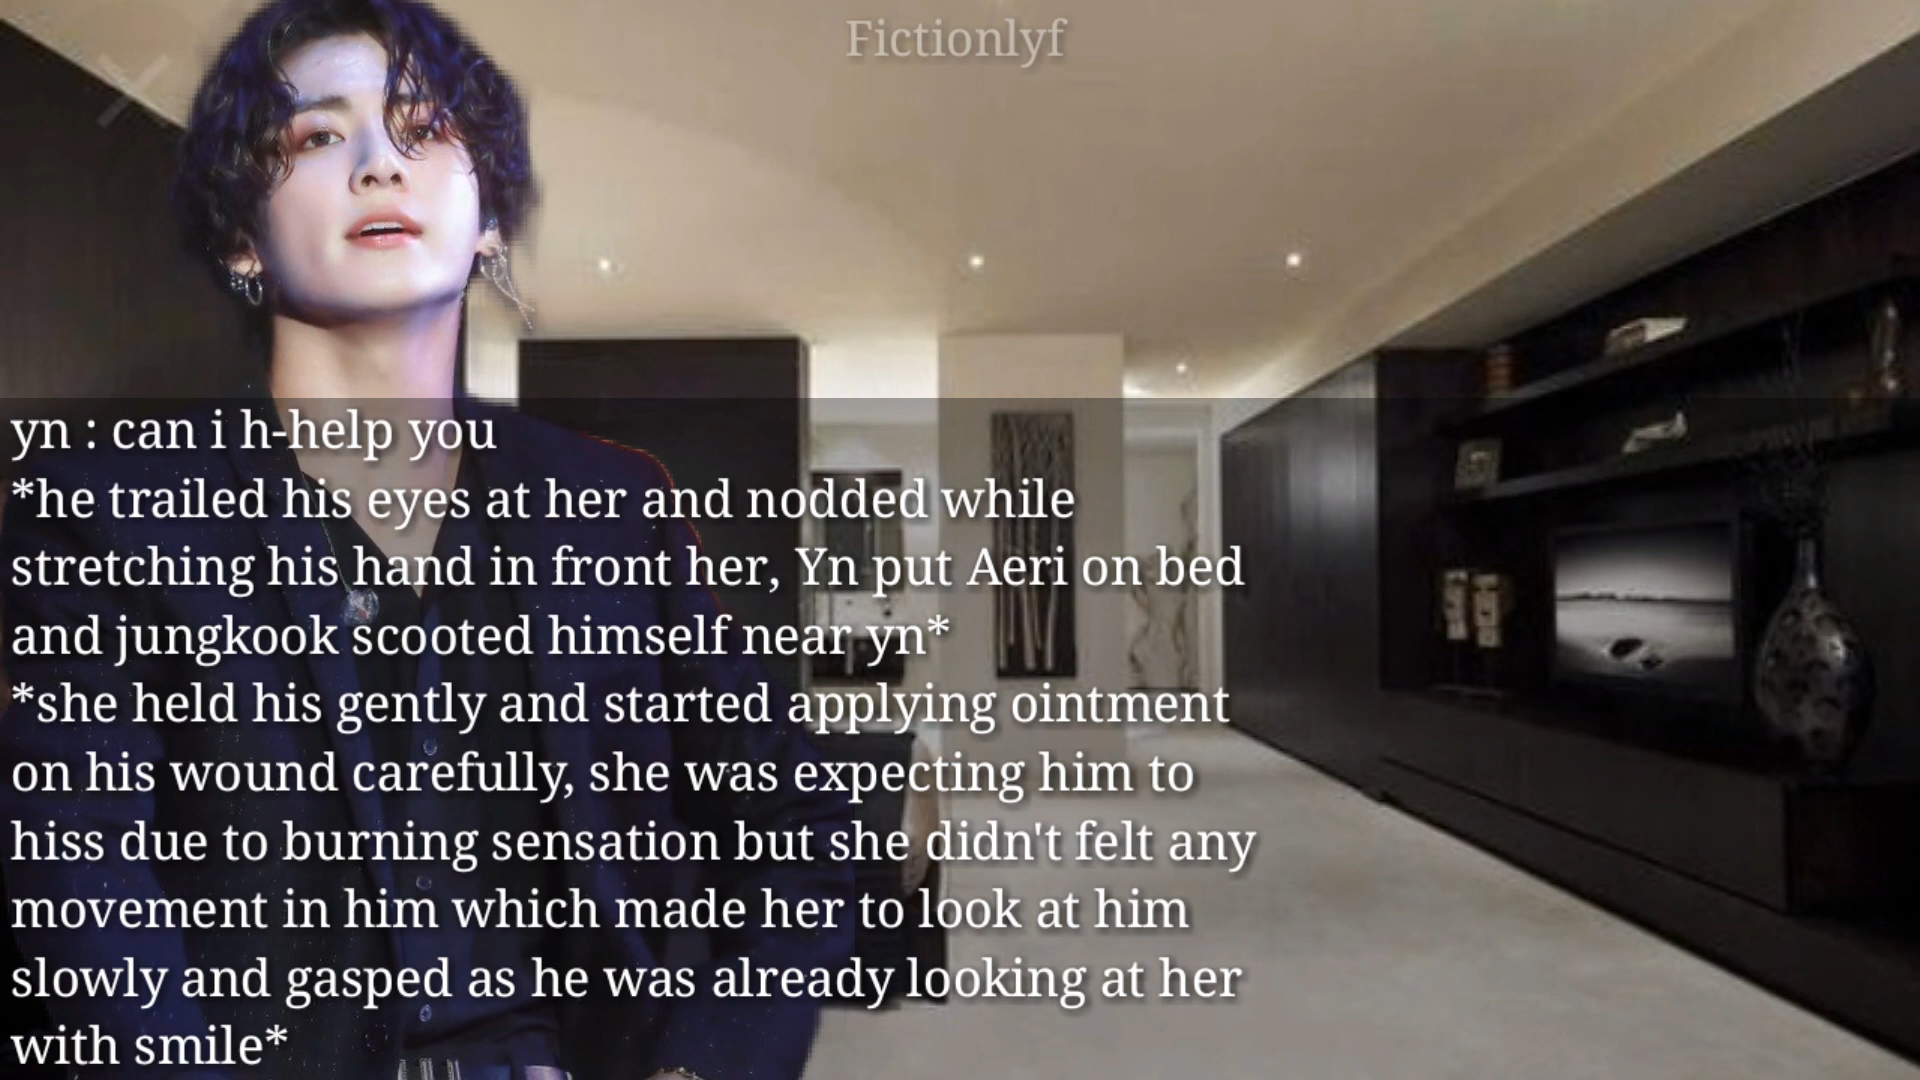 Fictionlyf
yn : can i h-help you
*he trailed his eyes at her and nodded while
stretching his hand in front her, Yn put Aeri on bed
and jungkook scooted himself near yn*
*she held his gently and started applying ointment
on his wound carefully, she was expecting him to
hiss due to burning sensation but she didn't felt any
movement in him which made her to look at him
slowly and gasped as he was already looking at her
with smile*